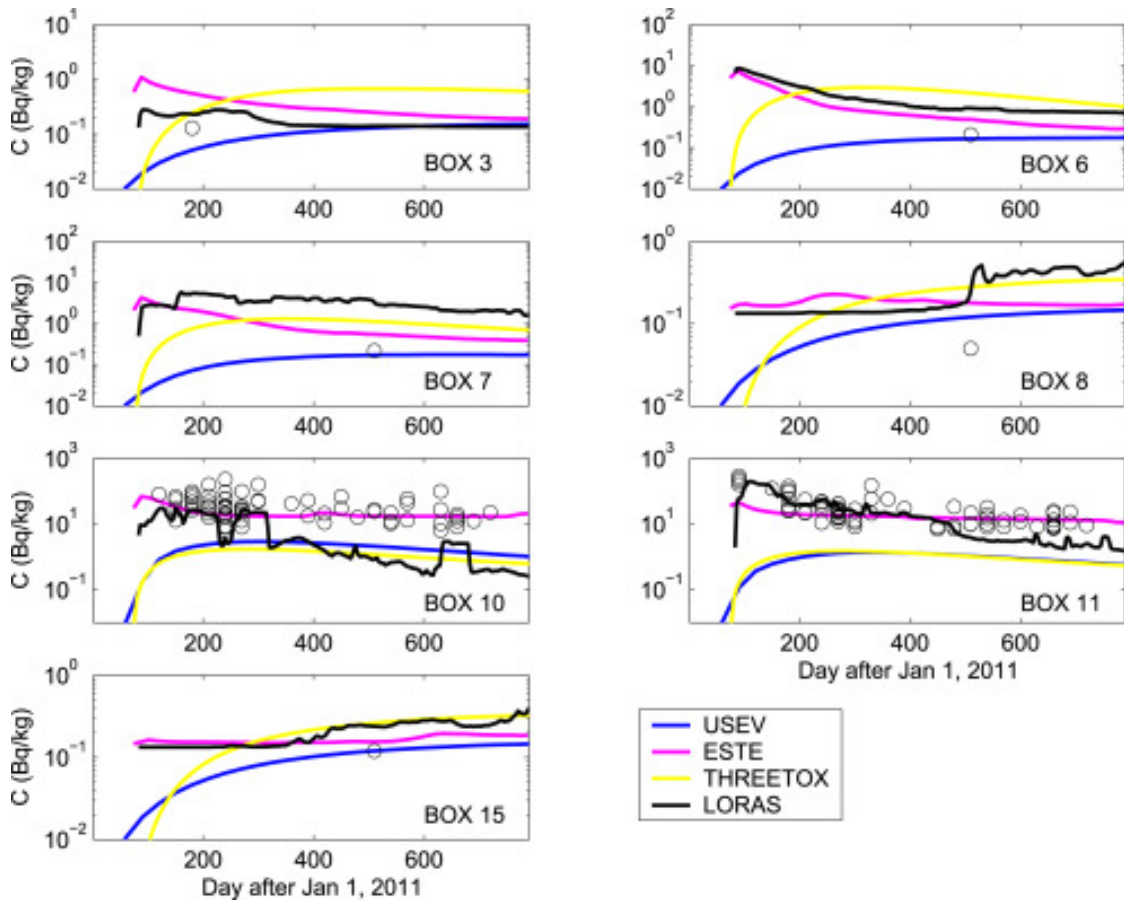 C (Bq/kg)
10^1
10^0
10^-1
10^-2
200 400 600
BOX 3
10^2
10^1
10^0
10^-1
10^-2
200 400 600
BOX 6
C (Bq/kg)
10^2
10^1
10^0
10^-1
10^-2
200 400 600
BOX 7
10^0
10^-1
10^-2
200 400 600
BOX 8
C (Bq/kg)
10^3
10^1
10^-1
200 400 600
BOX 10
10^3
10^1
10^-1
200 400 600
BOX 11
Day after Jan 1, 2011
C (Bq/kg)
10^0
10^-1
10^-2
200 400 600
BOX 15
Day after Jan 1, 2011
USEV
ESTE
THREETOX
LORAS